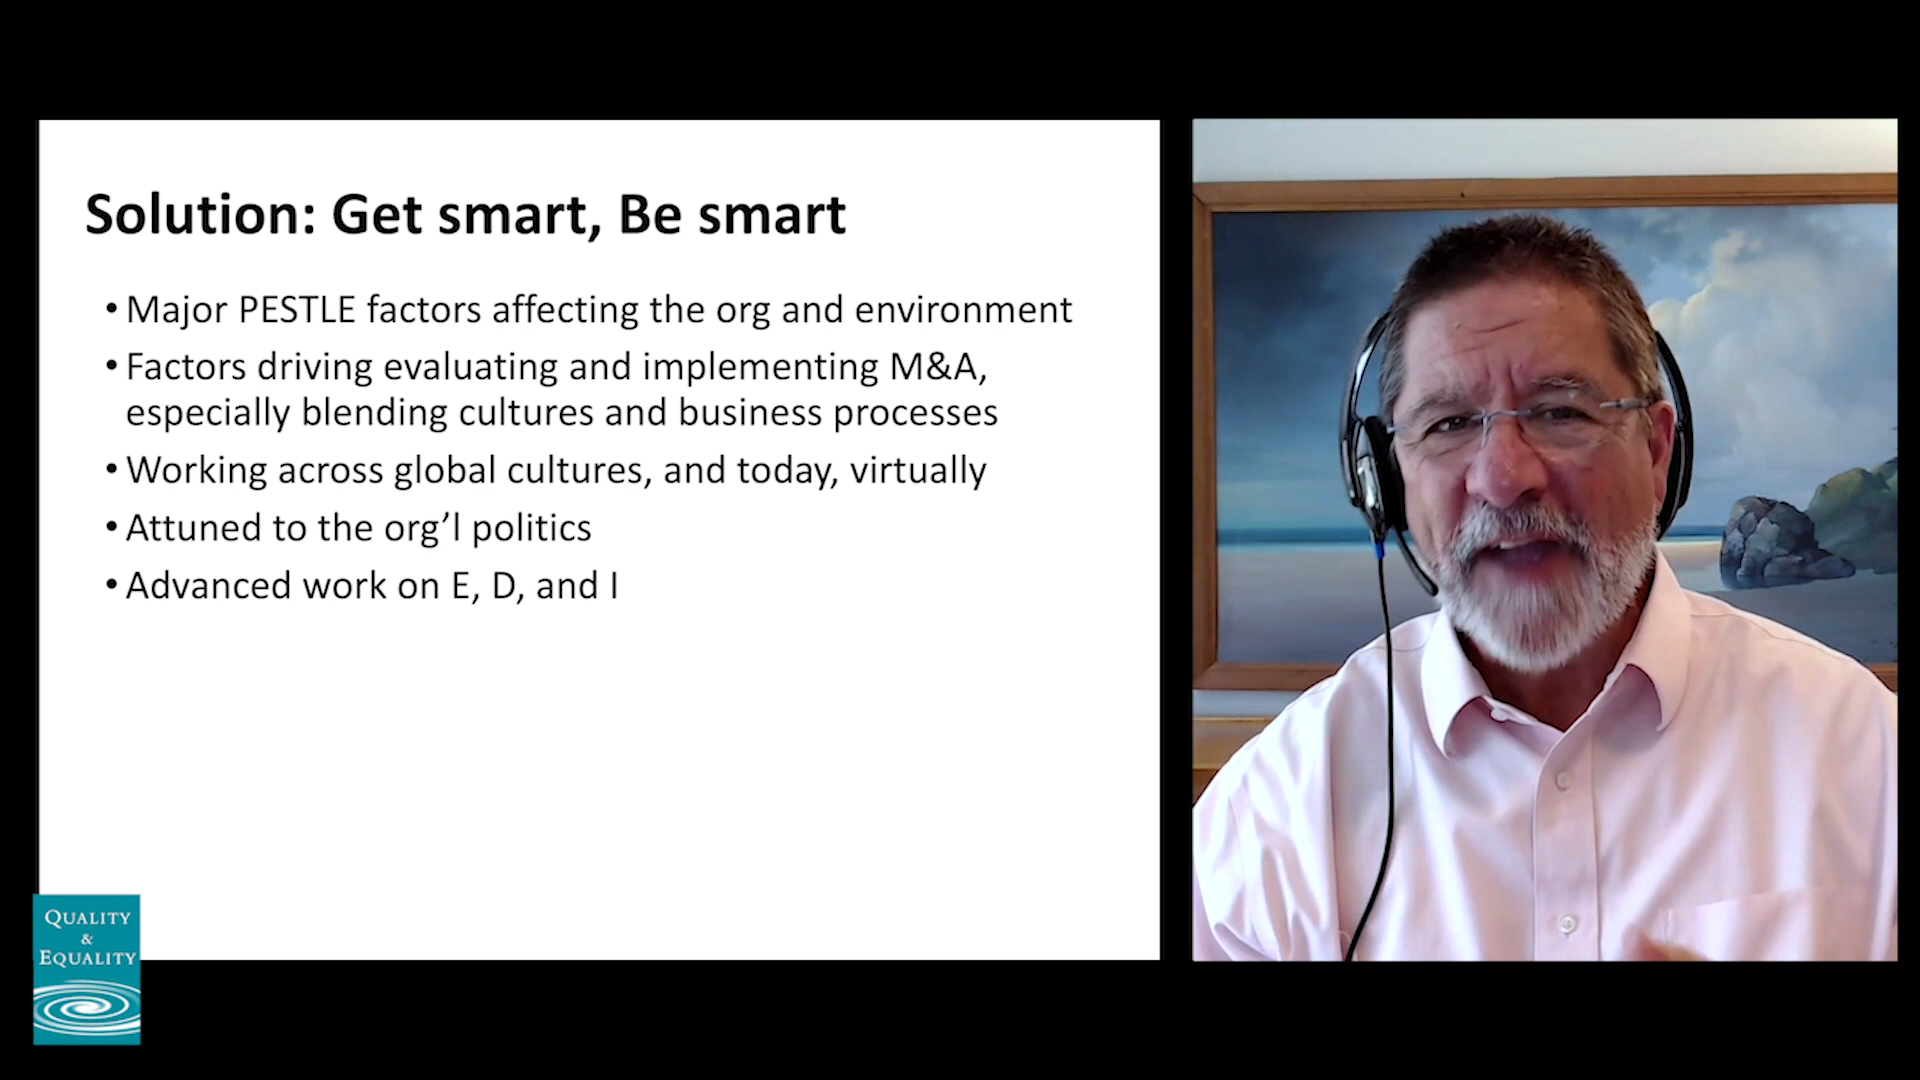 Solution: Get smart, Be smart
• Major PESTLE factors affecting the org and environment
• Factors driving evaluating and implementing M&A,
especially blending cultures and business processes
• Working across global cultures, and today, virtually
• Attuned to the org’l politics
• Advanced work on E, D, and I
QUALITY
&
EQUALITY